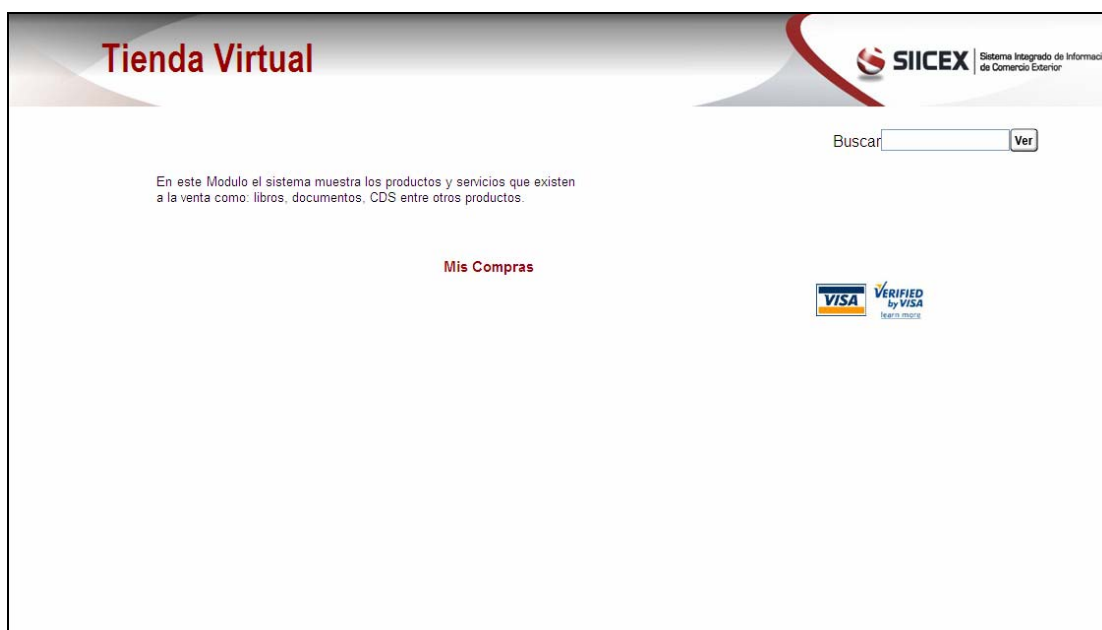 Tienda Virtual
SIICEX
Sistema Integrado de Informaci
de Comercio Exterior
Buscar
Ver
En este Modulo el sistema muestra los productos y servicios que existen
a la venta como: libros, documentos, CDS entre otros productos.
Mis Compras
VISA
VERIFIED
by VISA
learn more